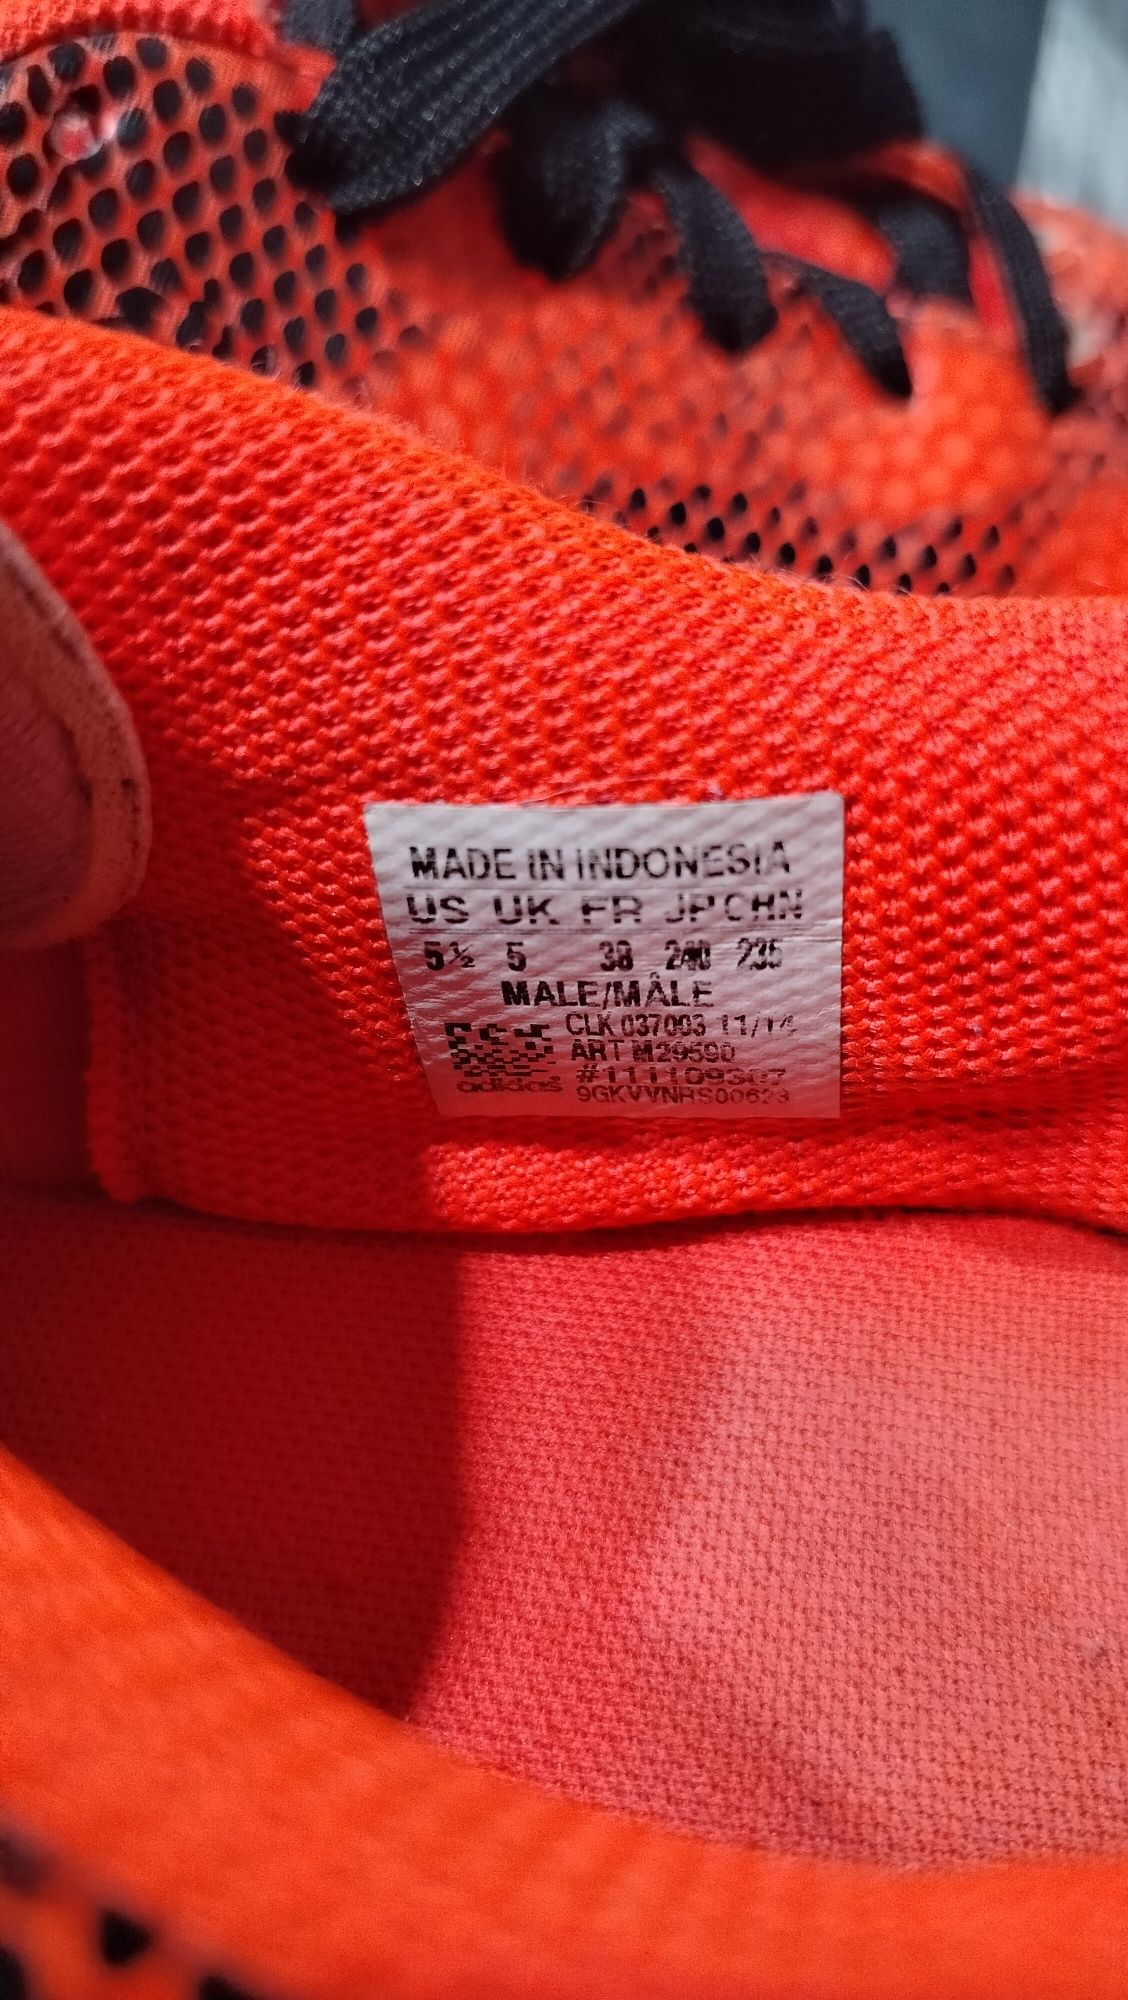 MADE IN INDONESIA
US UK FR JP CHN
5½ 5 38 240 235
MALE/MÂLE
CLK 037003 11/14
ART M29590
adidas #111109307
9GKVVNRS00623